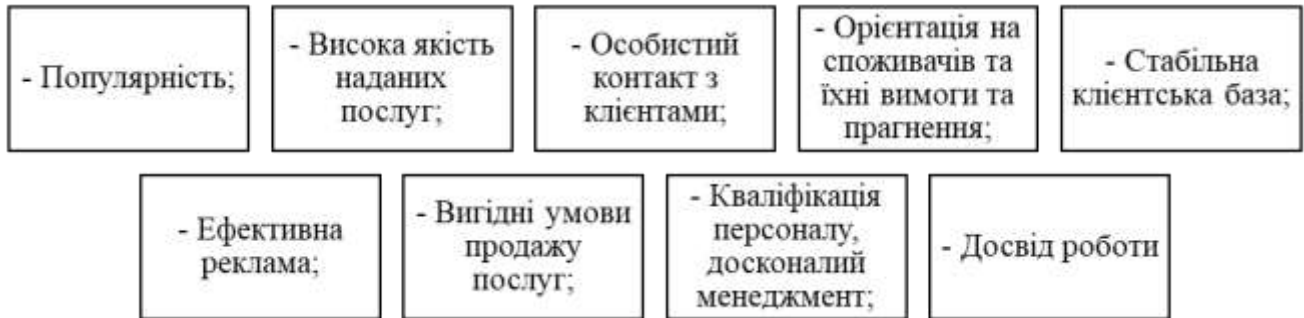 - Популярність;
- Висока якість
наданих
послуг;
- Особистий
контакт з
клієнтами;
- Орієнтація на
споживачів та
їхні вимоги та
прагнення;
- Стабільна
клієнтська база;
- Ефективна
реклама;
- Вигідні умови
продажу
послуг;
- Кваліфікація
персоналу,
досконалий
менеджмент;
- Досвід роботи